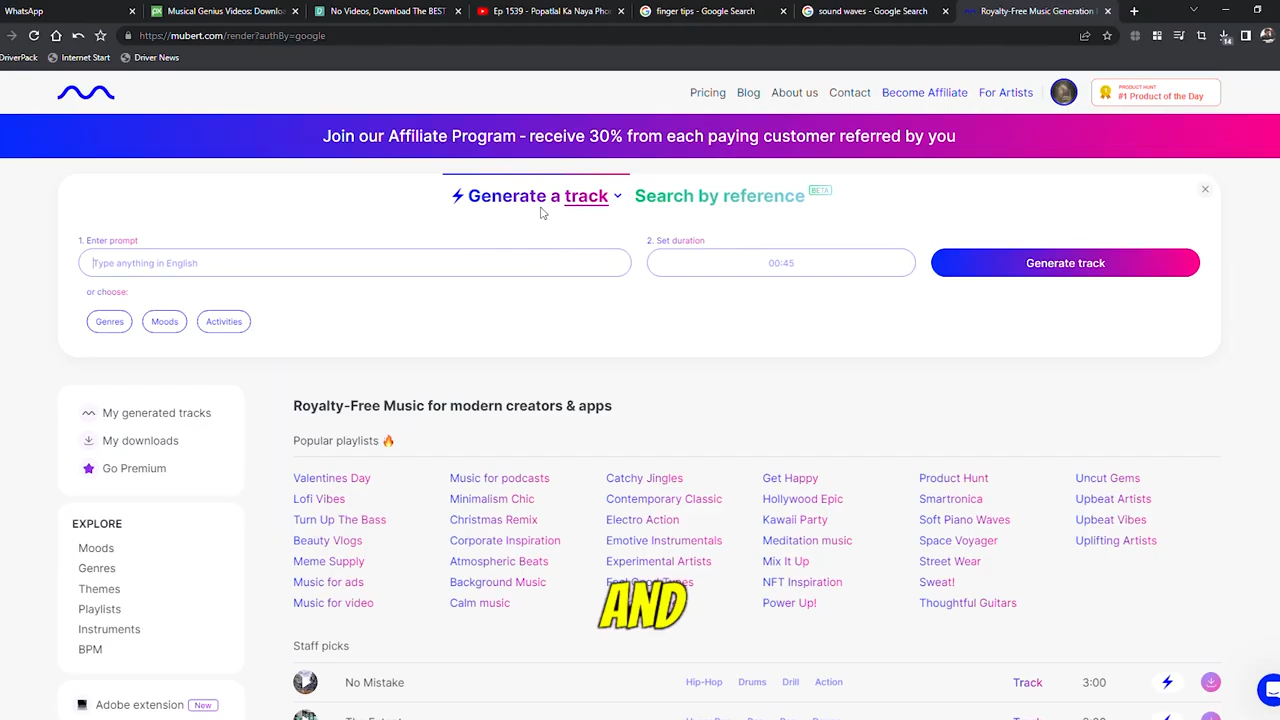 WhatsApp
Musical Genius Videos: Downlo
No Videos, Download The BEST
Ep 1539 - Popatlal Ka Naya Phone
finger tips - Google Search
sound waves - Google Search
Royalty-Free Music Generation
https://mubert.com/render?authBy=google
14
DriverPack
Internet Start
Driver News
Pricing
Blog
About us
Contact
Become Affiliate
For Artists
PRODUCT HUNT
#1 Product of the Day
Join our Affiliate Program - receive 30% from each paying customer referred by you
Generate a track
Search by reference BETA
1. Enter prompt
2. Set duration
Type anything in English
00:45
Generate track
or choose:
Genres
Moods
Activities
My generated tracks
My downloads
Go Premium
EXPLORE
Moods
Genres
Themes
Playlists
Instruments
BPM
Adobe extension New
Royalty-Free Music for modern creators & apps
Popular playlists 🔥
Valentines Day
Music for podcasts
Catchy Jingles
Get Happy
Product Hunt
Uncut Gems
Lofi Vibes
Minimalism Chic
Contemporary Classic
Hollywood Epic
Smartronica
Upbeat Artists
Turn Up The Bass
Christmas Remix
Electro Action
Kawaii Party
Soft Piano Waves
Upbeat Vibes
Beauty Vlogs
Corporate Inspiration
Emotive Instrumentals
Meditation music
Space Voyager
Uplifting Artists
Meme Supply
Atmospheric Beats
Experimental Artists
Mix It Up
Street Wear
Music for ads
Background Music
NFT Inspiration
Sweat!
Music for video
Calm music
AND
Power Up!
Thoughtful Guitars
Staff picks
No Mistake
Hip-Hop
Drums
Drill
Action
Track
3:00